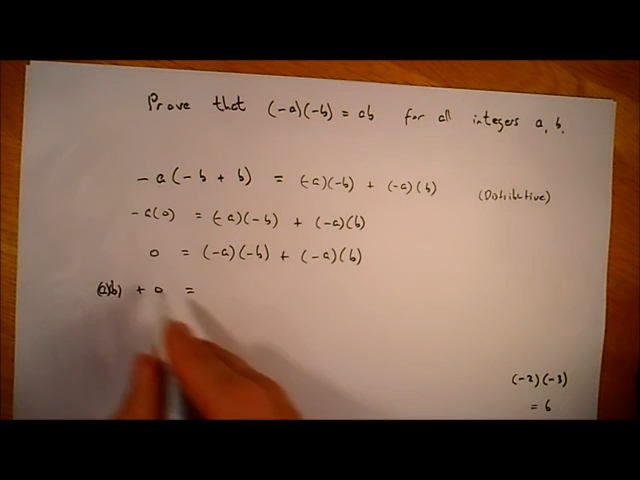 Prove that (-a)(-b) = ab for all integers a, b.
-a(-b + b) = (-a)(-b) + (-a)(b) (Distributive)
-a(0) = (-a)(-b) + (-a)(b)
0 = (-a)(-b) + (-a)(b)
(a)(b) + 0 =
(-2)(-3)
= 6